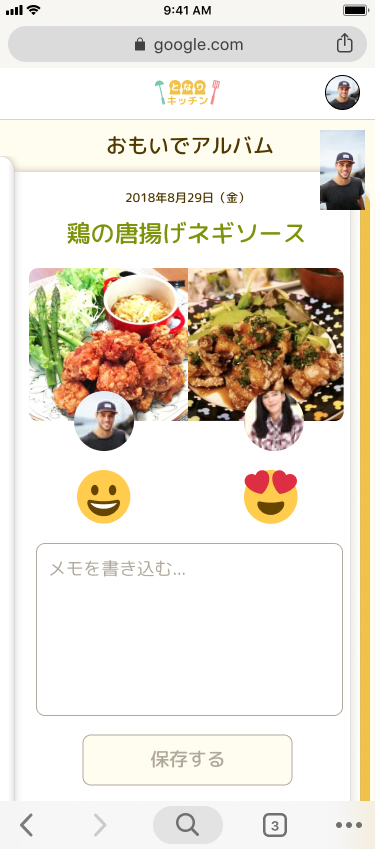 9:41 AM
google.com
となり
キッチン
おもいでアルバム
2018年8月29日（金）
鶏の唐揚げネギソース
メモを書き込む...
保存する
3